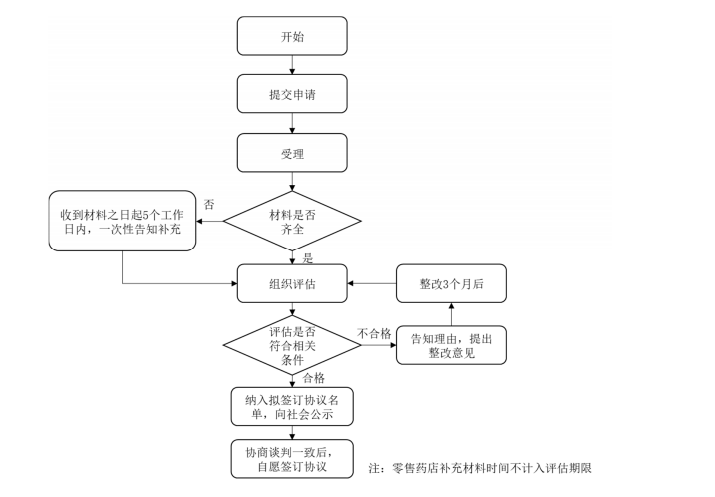 开始
提交申请
受理
材料是否
齐全
否
收到材料之日起5个工作
日内，一次性告知补充
是
组织评估
整改3个月后
评估是否
符合相关
条件
不合格
告知理由，提出
整改意见
合格
纳入拟签订协议名
单，向社会公示
协商谈判一致后，
自愿签订协议
注：零售药店补充材料时间不计入评估期限